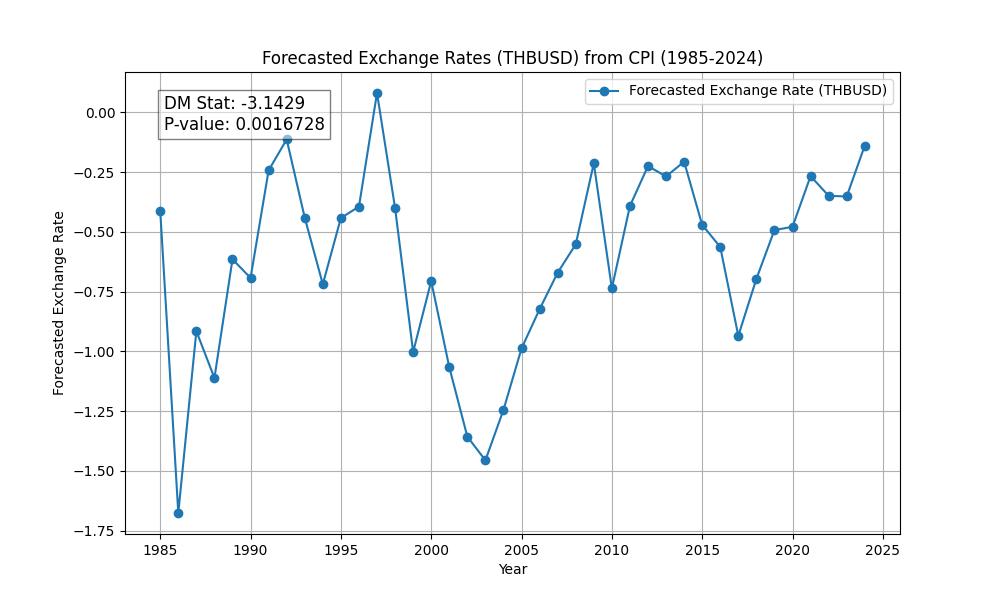 Forecasted Exchange Rates (THBUSD) from CPI (1985-2024)
DM Stat: -3.1429
P-value: 0.0016728
Forecasted Exchange Rate (THBUSD)
Forecasted Exchange Rate
0.00
−0.25
−0.50
−0.75
−1.00
−1.25
−1.50
−1.75
1985 1990 1995 2000 2005 2010 2015 2020 2025
Year